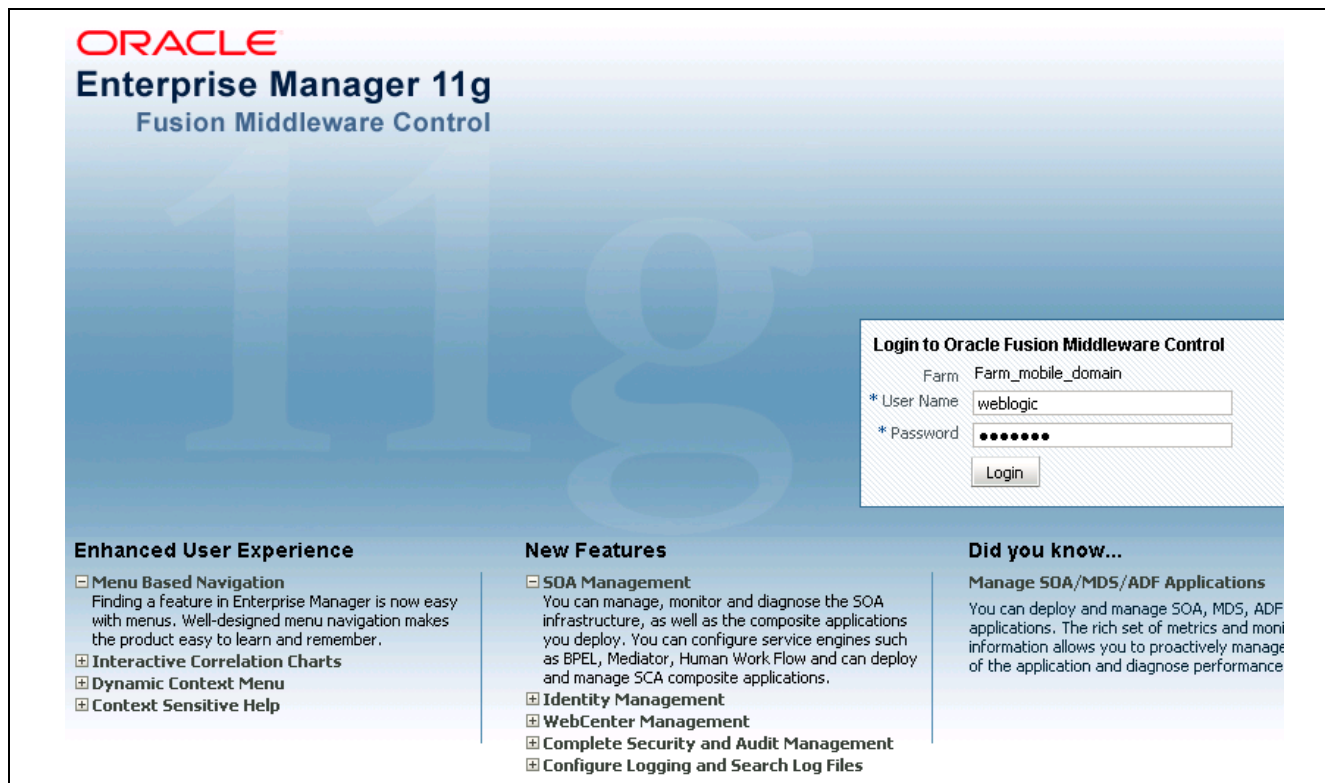 ORACLE
Enterprise Manager 11g
Fusion Middleware Control
11g
Login to Oracle Fusion Middleware Control
Farm Farm_mobile_domain
* User Name weblogic
* Password •••••••
Login
Enhanced User Experience
Menu Based Navigation
Finding a feature in Enterprise Manager is now easy
with menus. Well-designed menu navigation makes
the product easy to learn and remember.
Interactive Correlation Charts
Dynamic Context Menu
Context Sensitive Help
New Features
SOA Management
You can manage, monitor and diagnose the SOA
infrastructure, as well as the composite applications
you deploy. You can configure service engines such
as BPEL, Mediator, Human Work Flow and can deploy
and manage SCA composite applications.
Identity Management
WebCenter Management
Complete Security and Audit Management
Configure Logging and Search Log Files
Did you know...
Manage SOA/MDS/ADF Applications
You can deploy and manage SOA, MDS, ADF
applications. The rich set of metrics and moni
information allows you to proactively manage
of the application and diagnose performance